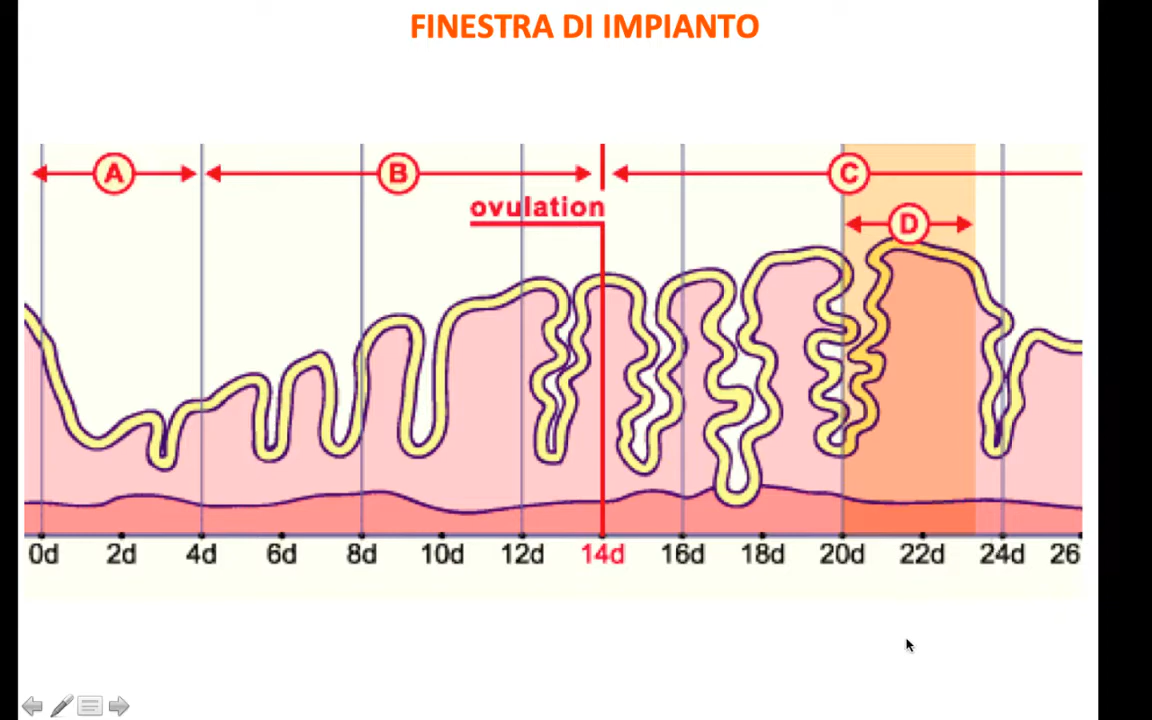 FINESTRA DI IMPIANTO
A B C
ovulation
D
0d 2d 4d 6d 8d 10d 12d 14d 16d 18d 20d 22d 24d 26